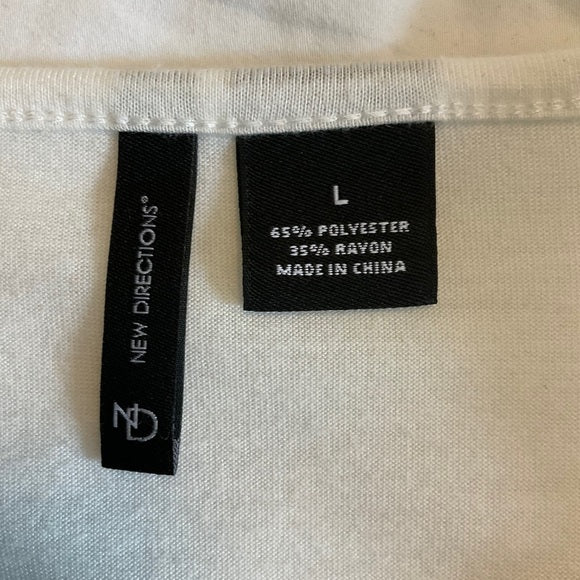 NEW DIRECTIONS®
ND
L
65% POLYESTER
35% RAYON
MADE IN CHINA